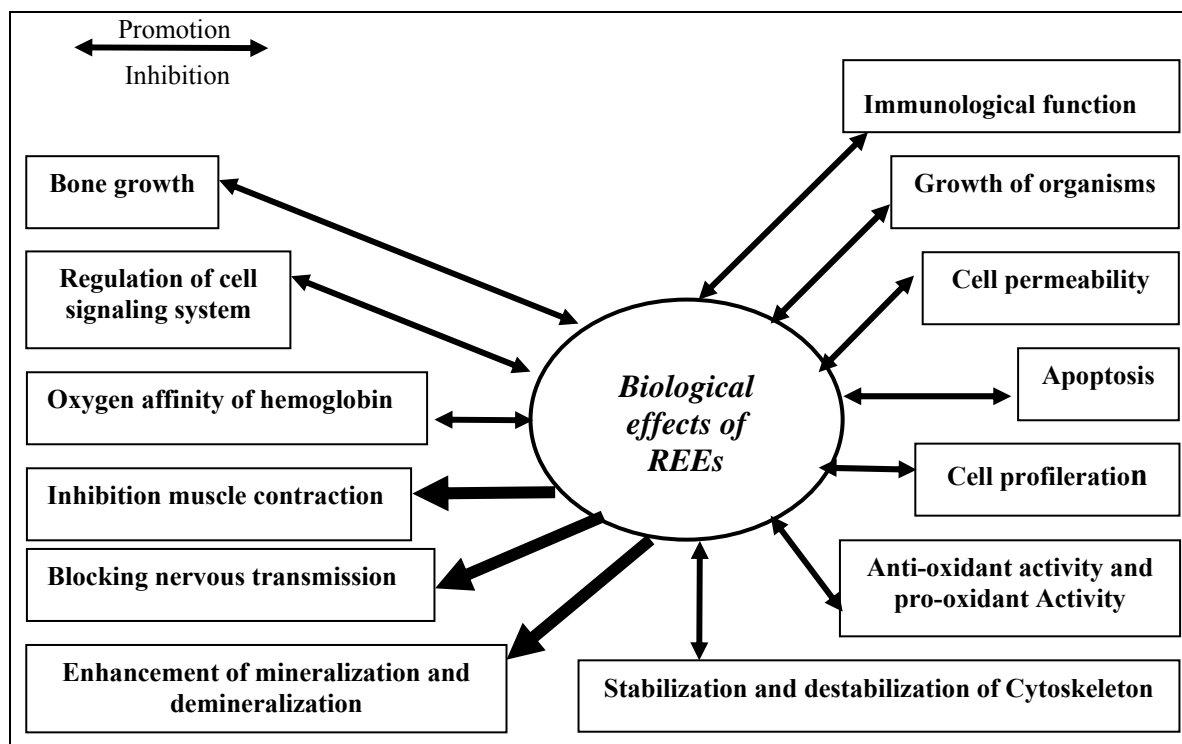 Promotion
Inhibition
Immunological function
Bone growth
Growth of organisms
Regulation of cell
signaling system
Cell permeability
Oxygen affinity of hemoglobin
Biological
effects of
REEs
Apoptosis
Inhibition muscle contraction
Cell profileration
Blocking nervous transmission
Anti-oxidant activity and
pro-oxidant Activity
Enhancement of mineralization and
demineralization
Stabilization and destabilization of Cytoskeleton